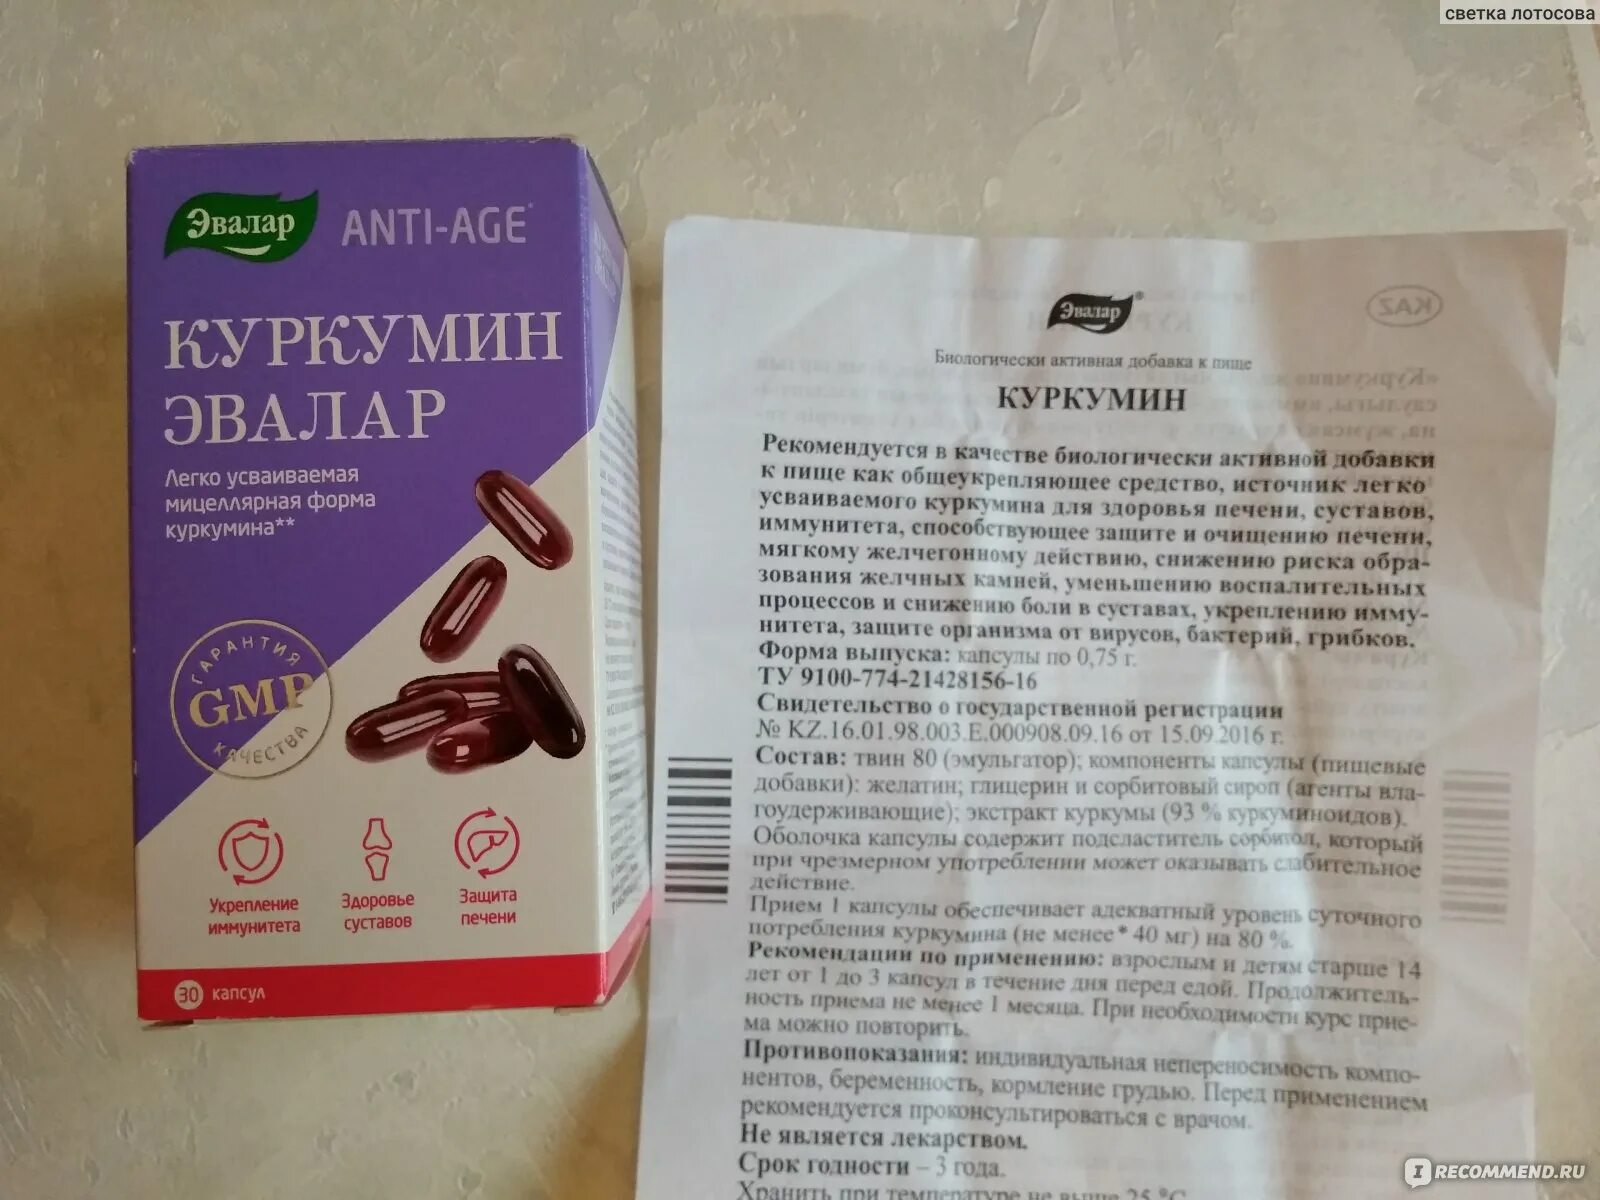 светка лотосова
Эвалар ANTI-AGE
КУРКУМИН
ЭВАЛАР
Легко усваиваемая
мицеллярная форма
куркумина**
ГАРАНТИЯ
GMP
КАЧЕСТВА
Укрепление
иммунитета
Здоровье
суставов
Защита
печени
30 капсул
Эвалар®
KAZ
Биологически активная добавка к пище
КУРКУМИН
Рекомендуется в качестве биологически активной добавки
к пище как общеукрепляющее средство, источник легко
усваиваемого куркумина для здоровья печени, суставов,
иммунитета, способствующее защите и очищению печени,
мягкому желчегонному действию, снижению риска обра-
зования желчных камней, уменьшению воспалительных
процессов и снижению боли в суставах, укреплению имму-
нитета, защите организма от вирусов, бактерий, грибков.
Форма выпуска: капсулы по 0,75 г.
ТУ 9100-774-21428156-16
Свидетельство о государственной регистрации
№ KZ.16.01.98.003.E.000908.09.16 от 15.09.2016 г.
Состав: твин 80 (эмульгатор); компоненты капсулы (пищевые
добавки): желатин; глицерин и сорбитовый сироп (агенты вла-
гоудерживающие); экстракт куркумы (93 % куркуминоидов).
Оболочка капсулы содержит подсластитель сорбитол, который
при чрезмерном употреблении может оказывать слабительное
действие.
Прием 1 капсулы обеспечивает адекватный уровень суточного
потребления куркумина (не менее* 40 мг) на 80 %.
Рекомендации по применению: взрослым и детям старше 14
лет от 1 до 3 капсул в течение дня перед едой. Продолжитель-
ность приема не менее 1 месяца. При необходимости курс прие-
ма можно повторить.
Противопоказания: индивидуальная непереносимость компо-
нентов, беременность, кормление грудью. Перед применением
рекомендуется проконсультироваться с врачом.
Не является лекарством.
Срок годности – 3 года.
Хранить при температуре не выше 25 °С
IRECOMMEND.RU